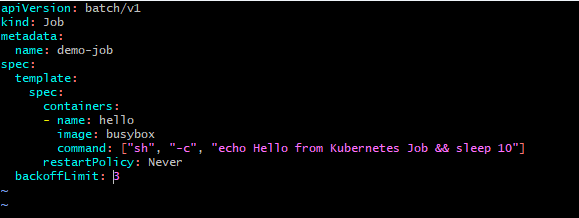 apiVersion: batch/v1
kind: Job
metadata:
  name: demo-job
spec:
  template:
    spec:
      containers:
      - name: hello
        image: busybox
        command: ["sh", "-c", "echo Hello from Kubernetes Job && sleep 10"]
      restartPolicy: Never
  backoffLimit: 3
~
~